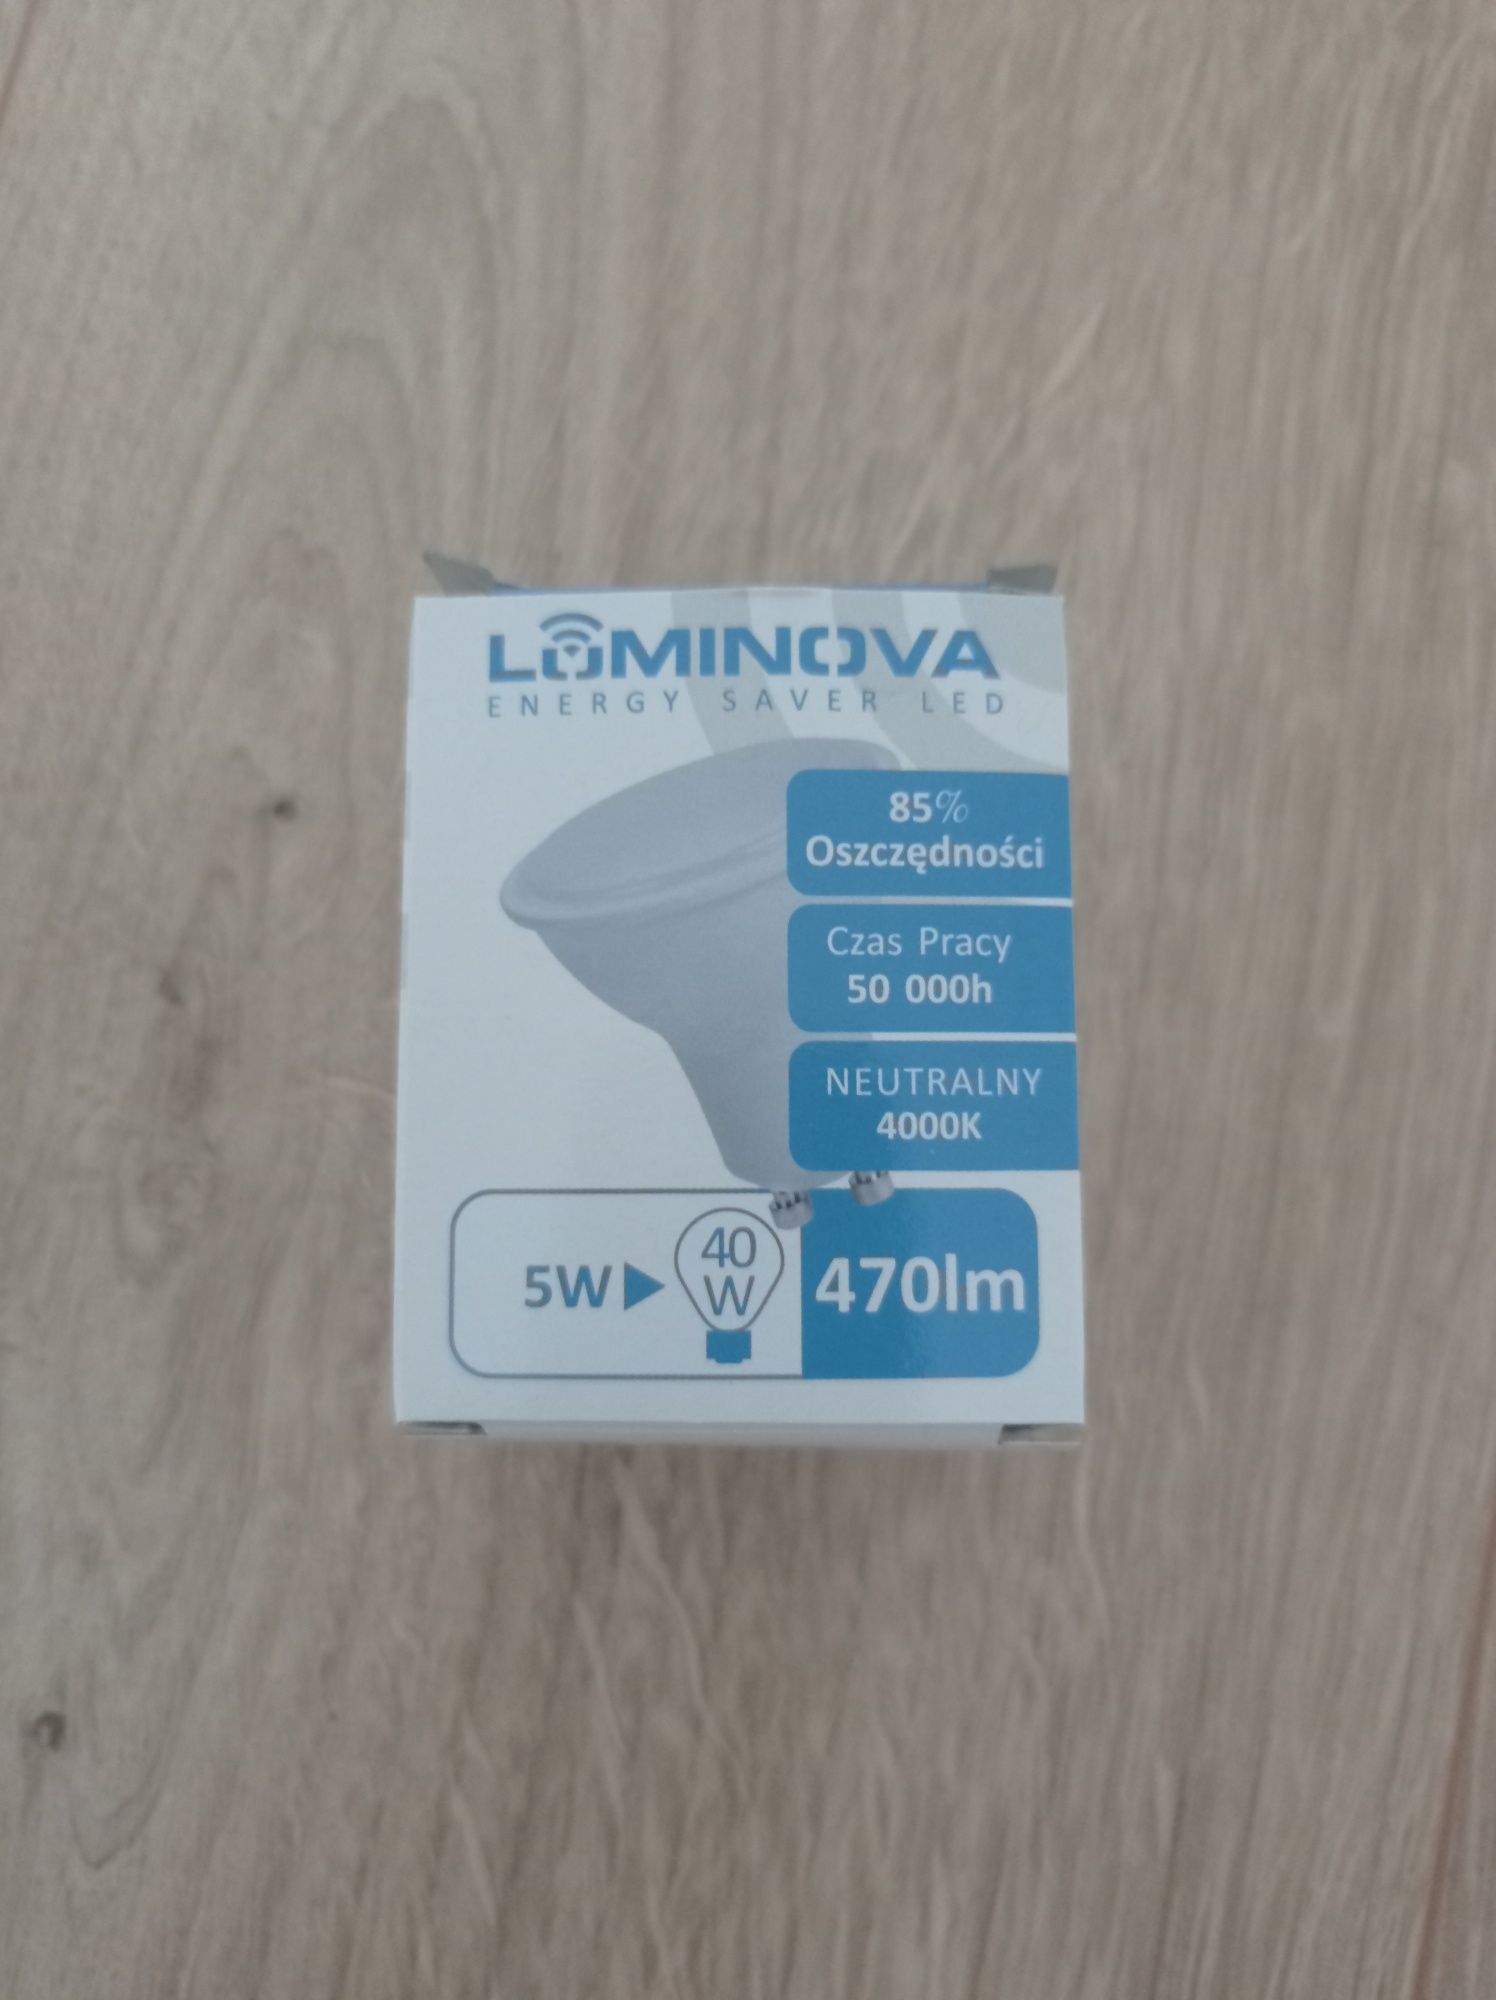 LUMINOVA
ENERGY SAVER LED
85%
Oszczędności
Czas Pracy
50 000h
NEUTRALNY
4000K
5W
40
W
470lm